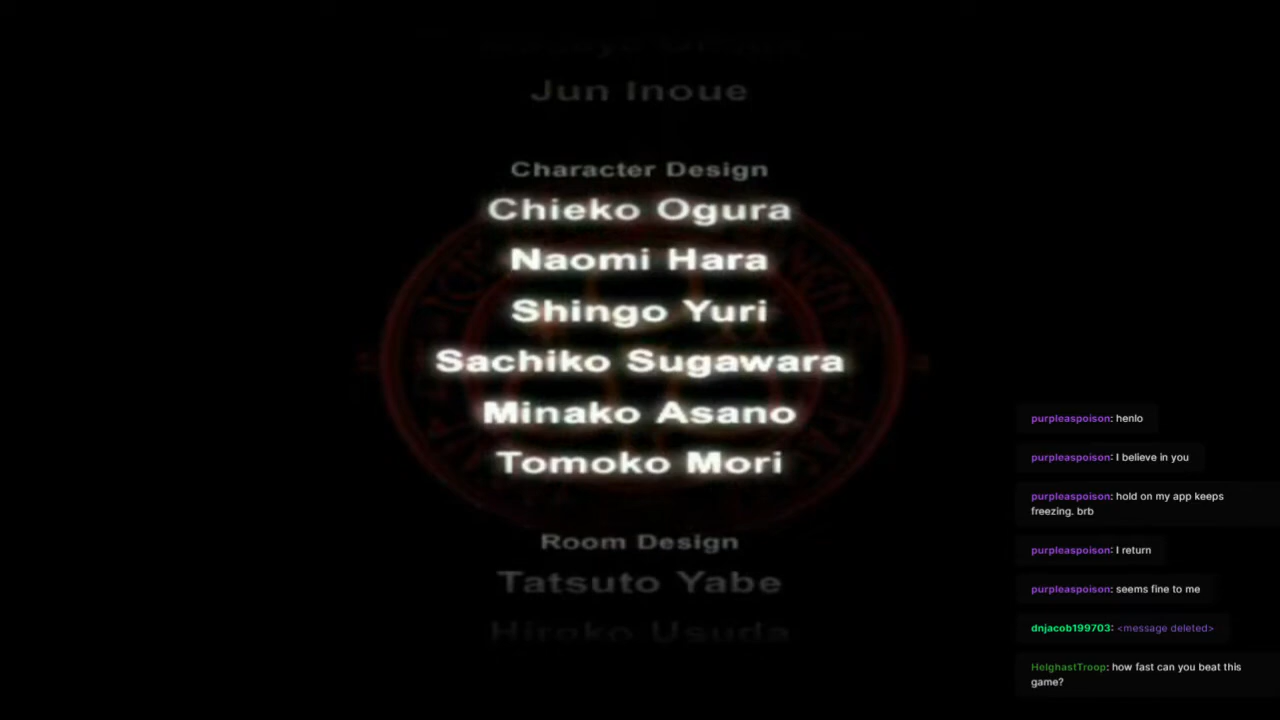 Jun Inoue
Character Design
Chieko Ogura
Naomi Hara
Shingo Yuri
Sachiko Sugawara
Minako Asano
Tomoko Mori
Room Design
Tatsuto Yabe
Hiroko Usuda
purpleaspoison: henlo
purpleaspoison: I believe in you
purpleaspoison: hold on my app keeps
freezing. brb
purpleaspoison: I return
purpleaspoison: seems fine to me
dnjacob199703: <message deleted>
HelghastTroop: how fast can you beat this
game?